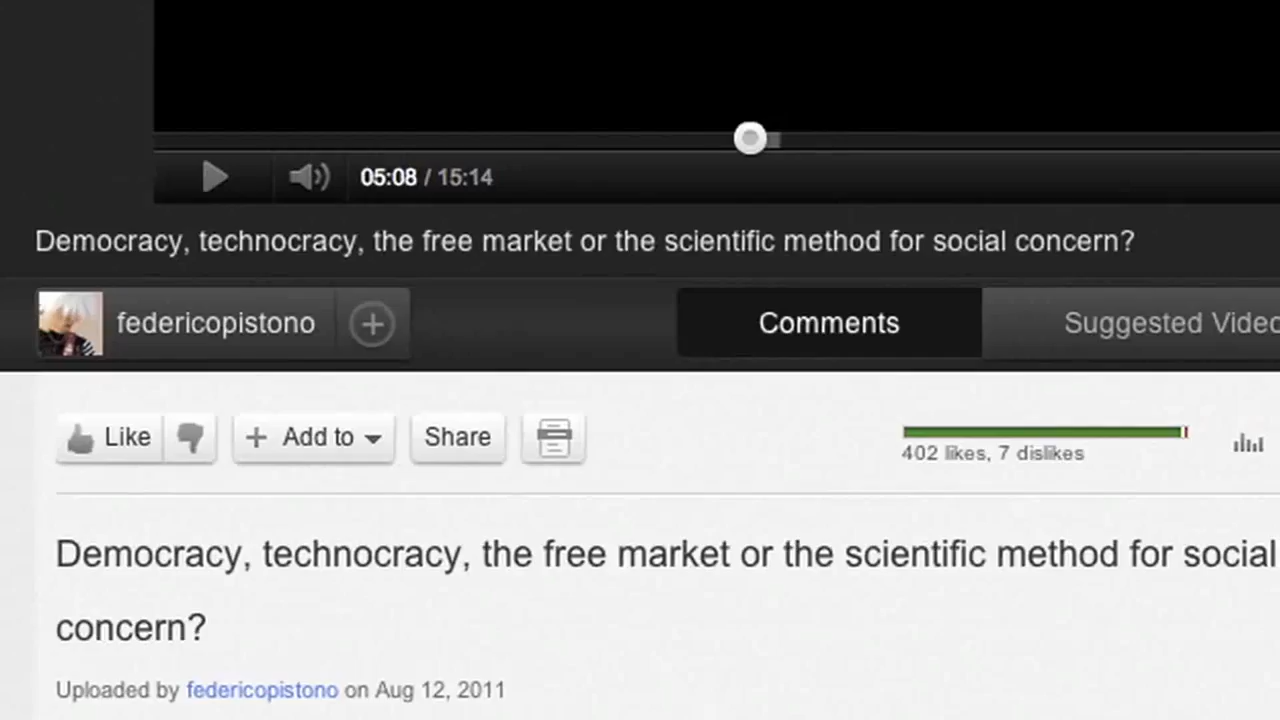 05:08 / 15:14
Democracy, technocracy, the free market or the scientific method for social concern?
federicopistono
Comments
Suggested Video
Like
Add to
Share
402 likes, 7 dislikes
Democracy, technocracy, the free market or the scientific method for social
concern?
Uploaded by federicopistono on Aug 12, 2011